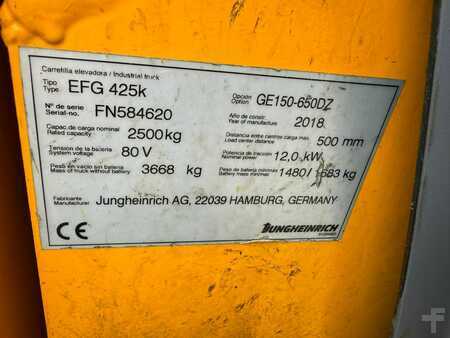 Carretilla elevadora / Industrial truck
Tipo
Type EFG 425k Opción
Option GE150-650DZ
Nº de serie
Serial-no. FN584620 Año de constr.
Year of manufacture 2018
Capac.de carga nominal
Rated capacity 2500kg Distancia entre centros carga max.
Load center distance 500 mm
Tensión de la batería
System voltage 80 V Potencia de tracción
Nominal power 12,0 kW
Peso en vacío sin batería
Mass of truck without battery 3668 kg Peso de batería min/max
Battery mass min/max 1480/1683 kg
Fabricante
Manufacturer Jungheinrich AG, 22039 HAMBURG, GERMANY
CE JUNGHEINRICH